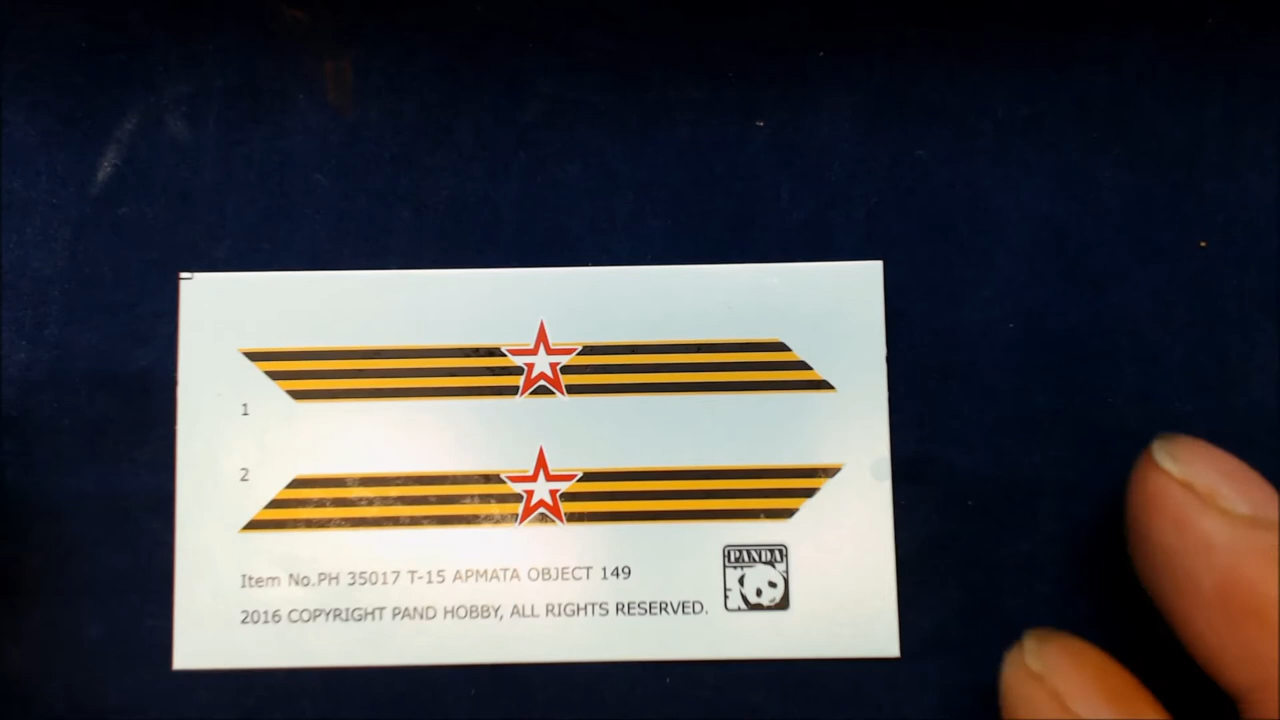 1
2
Item No.PH 35017 T-15 APMATA OBJECT 149
2016 COPYRIGHT PAND HOBBY, ALL RIGHTS RESERVED.
PANDA